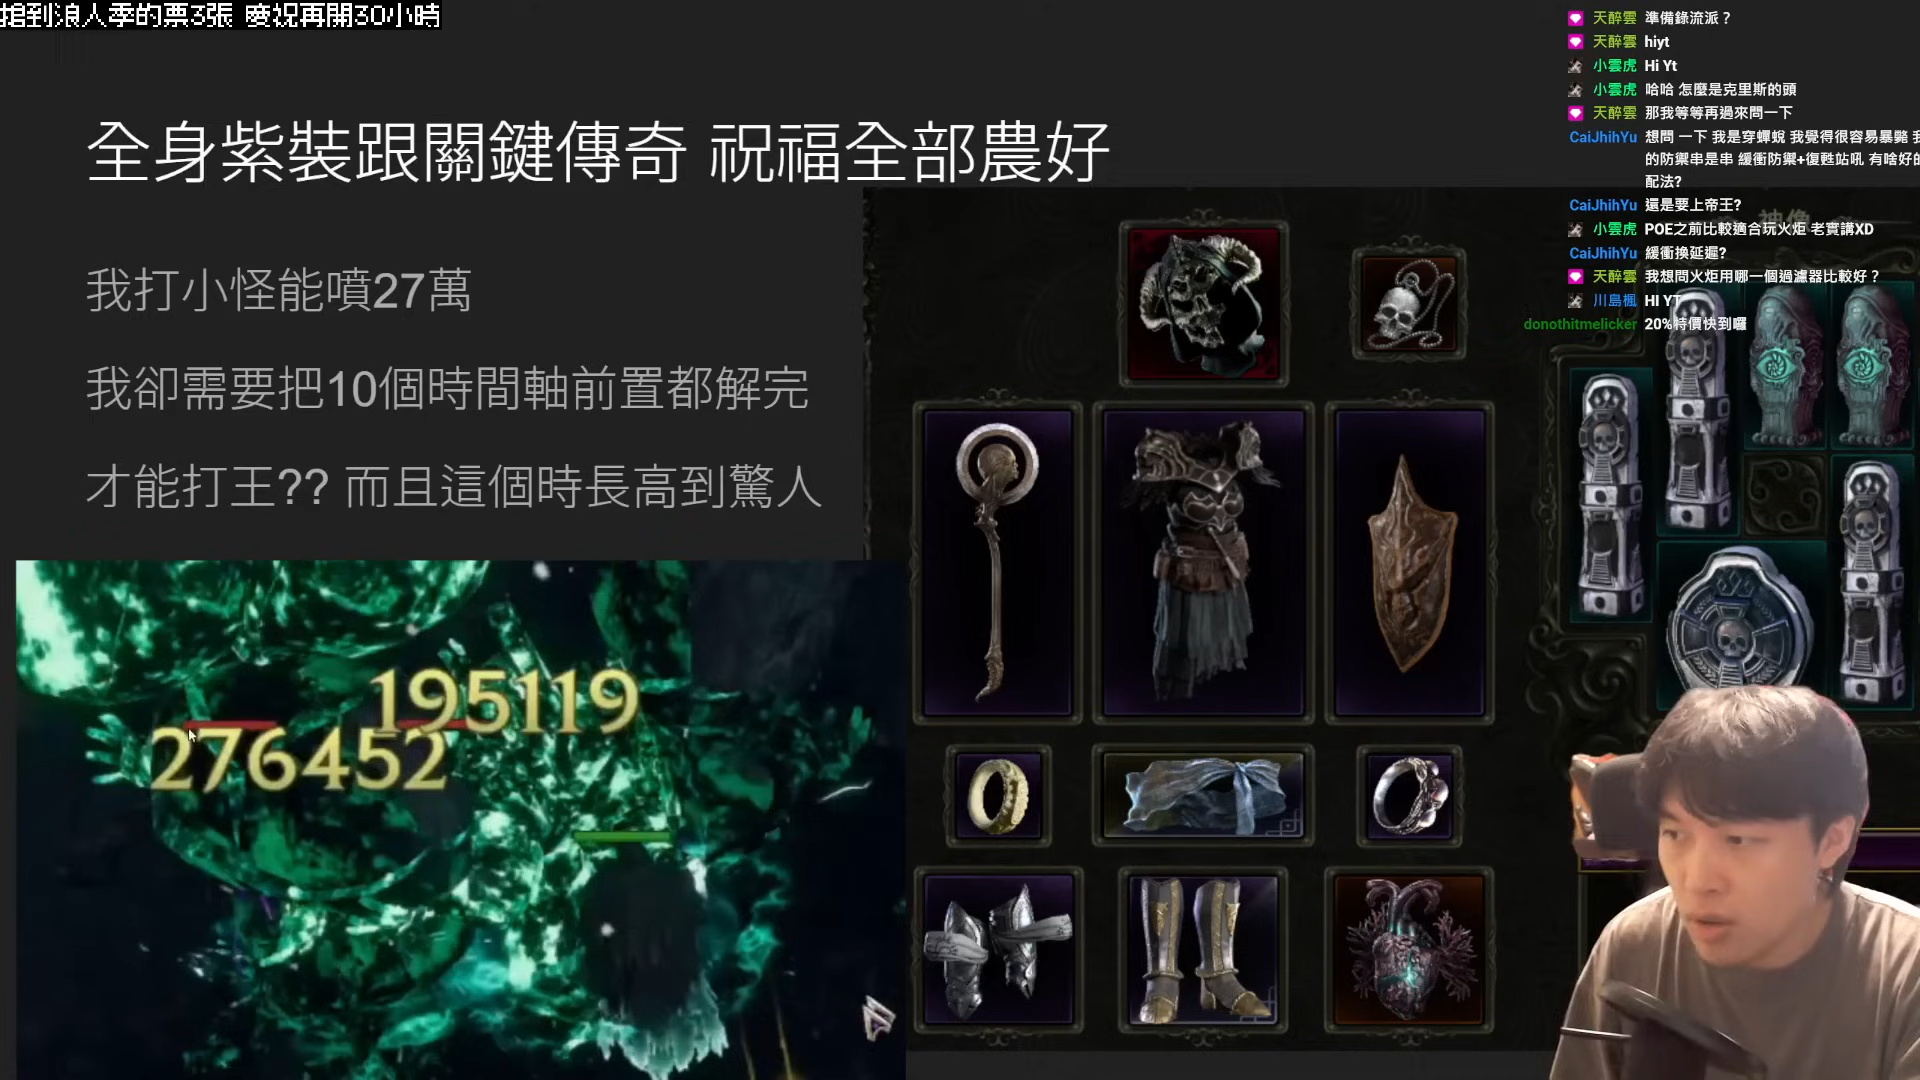 搶到浪人季的票3張 慶祝再開30小時
全身紫裝跟關鍵傳奇 祝福全部農好
我打小怪能噴27萬
我卻需要把10個時間軸前置都解完
才能打王?? 而且這個時長高到驚人
195119
276452
天醉雲 準備錄流派？
天醉雲 hiyt
小雲虎 Hi Yt
小雲虎 哈哈 怎麼是克里斯的頭
天醉雲 那我等等再過來問一下
CaiJhihYu 想問 一下 我是穿蟬蛻 我覺得很容易暴斃 我
的防禦串是串 緩衝防禦+復甦站吼 有啥好的
配法?
CaiJhihYu 還是要上帝王?
小雲虎 POE之前比較適合玩火炬 老實講XD
CaiJhihYu 緩衝換延遲?
天醉雲 我想問火炬用哪一個過濾器比較好？
川島楓 HI YT
donothitmelicker 20%特價快到囉
神像